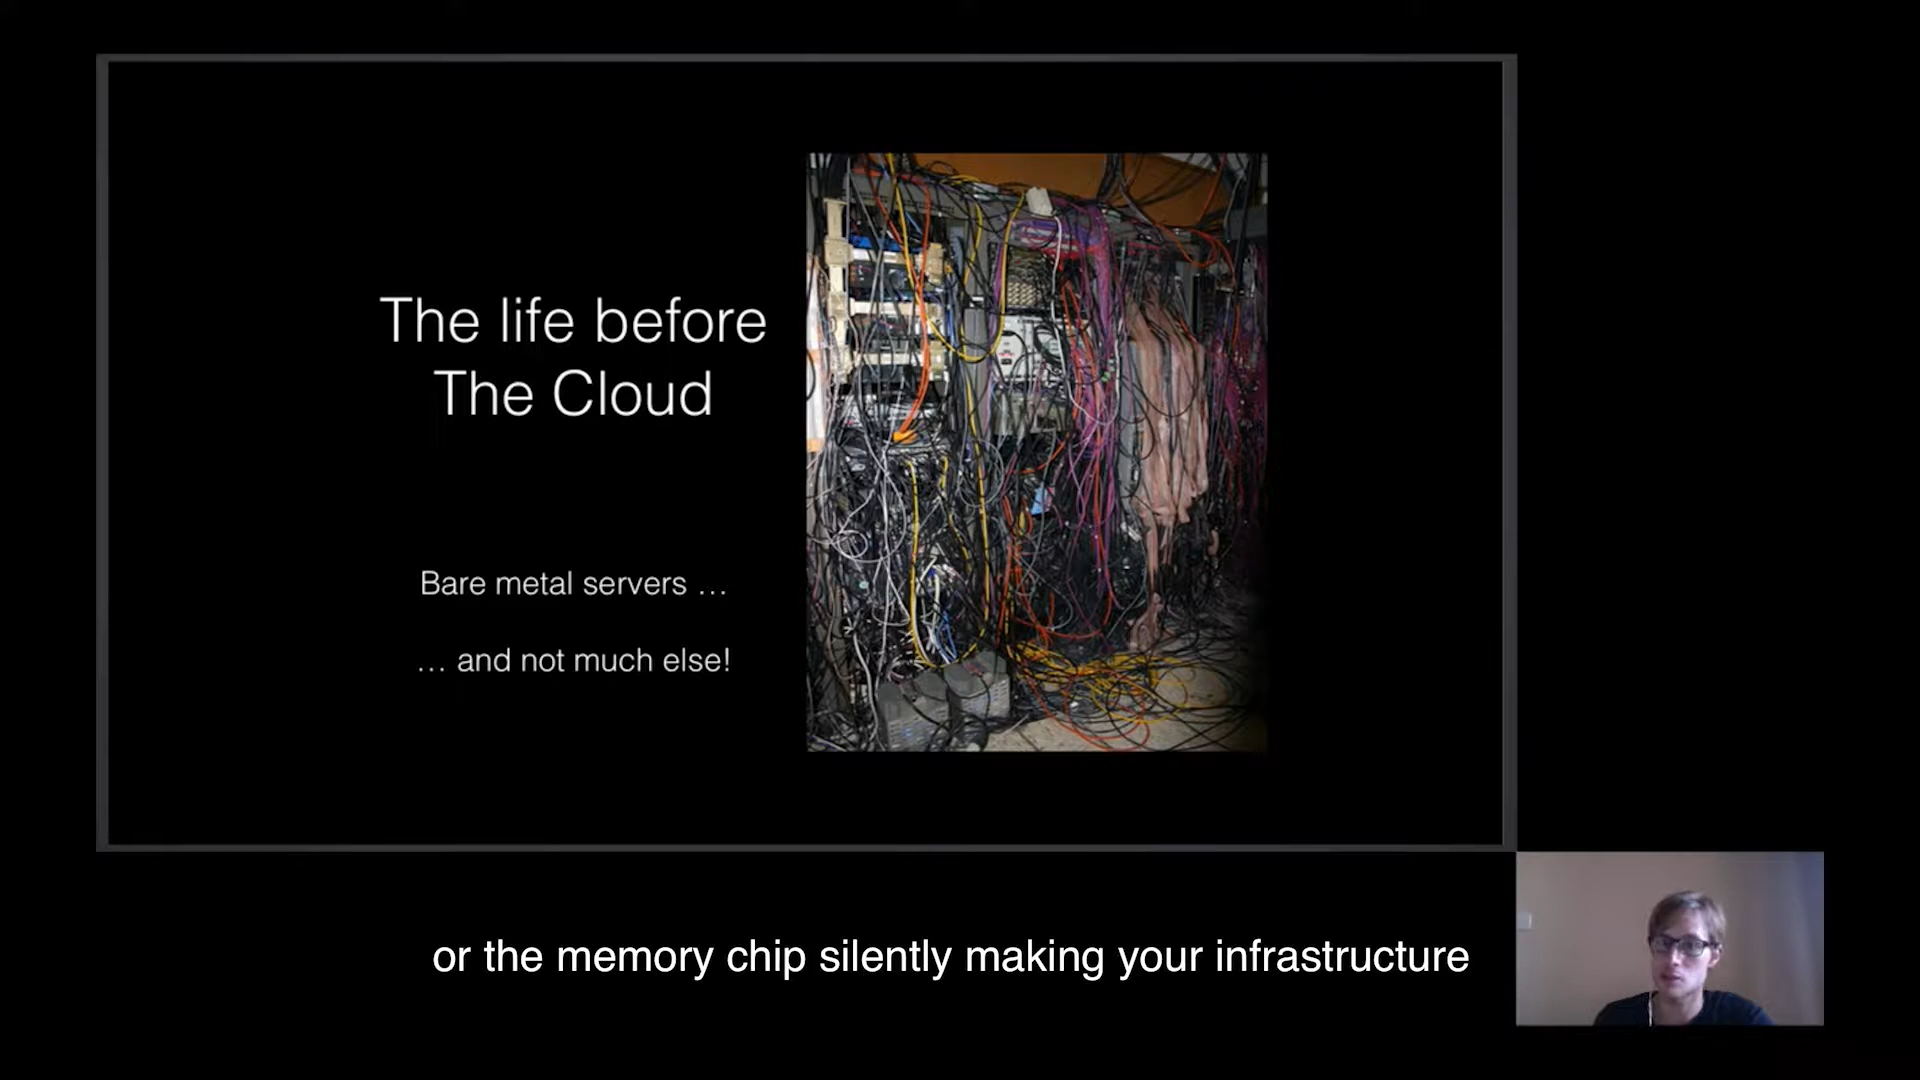 The life before
The Cloud
Bare metal servers …
… and not much else!
or the memory chip silently making your infrastructure